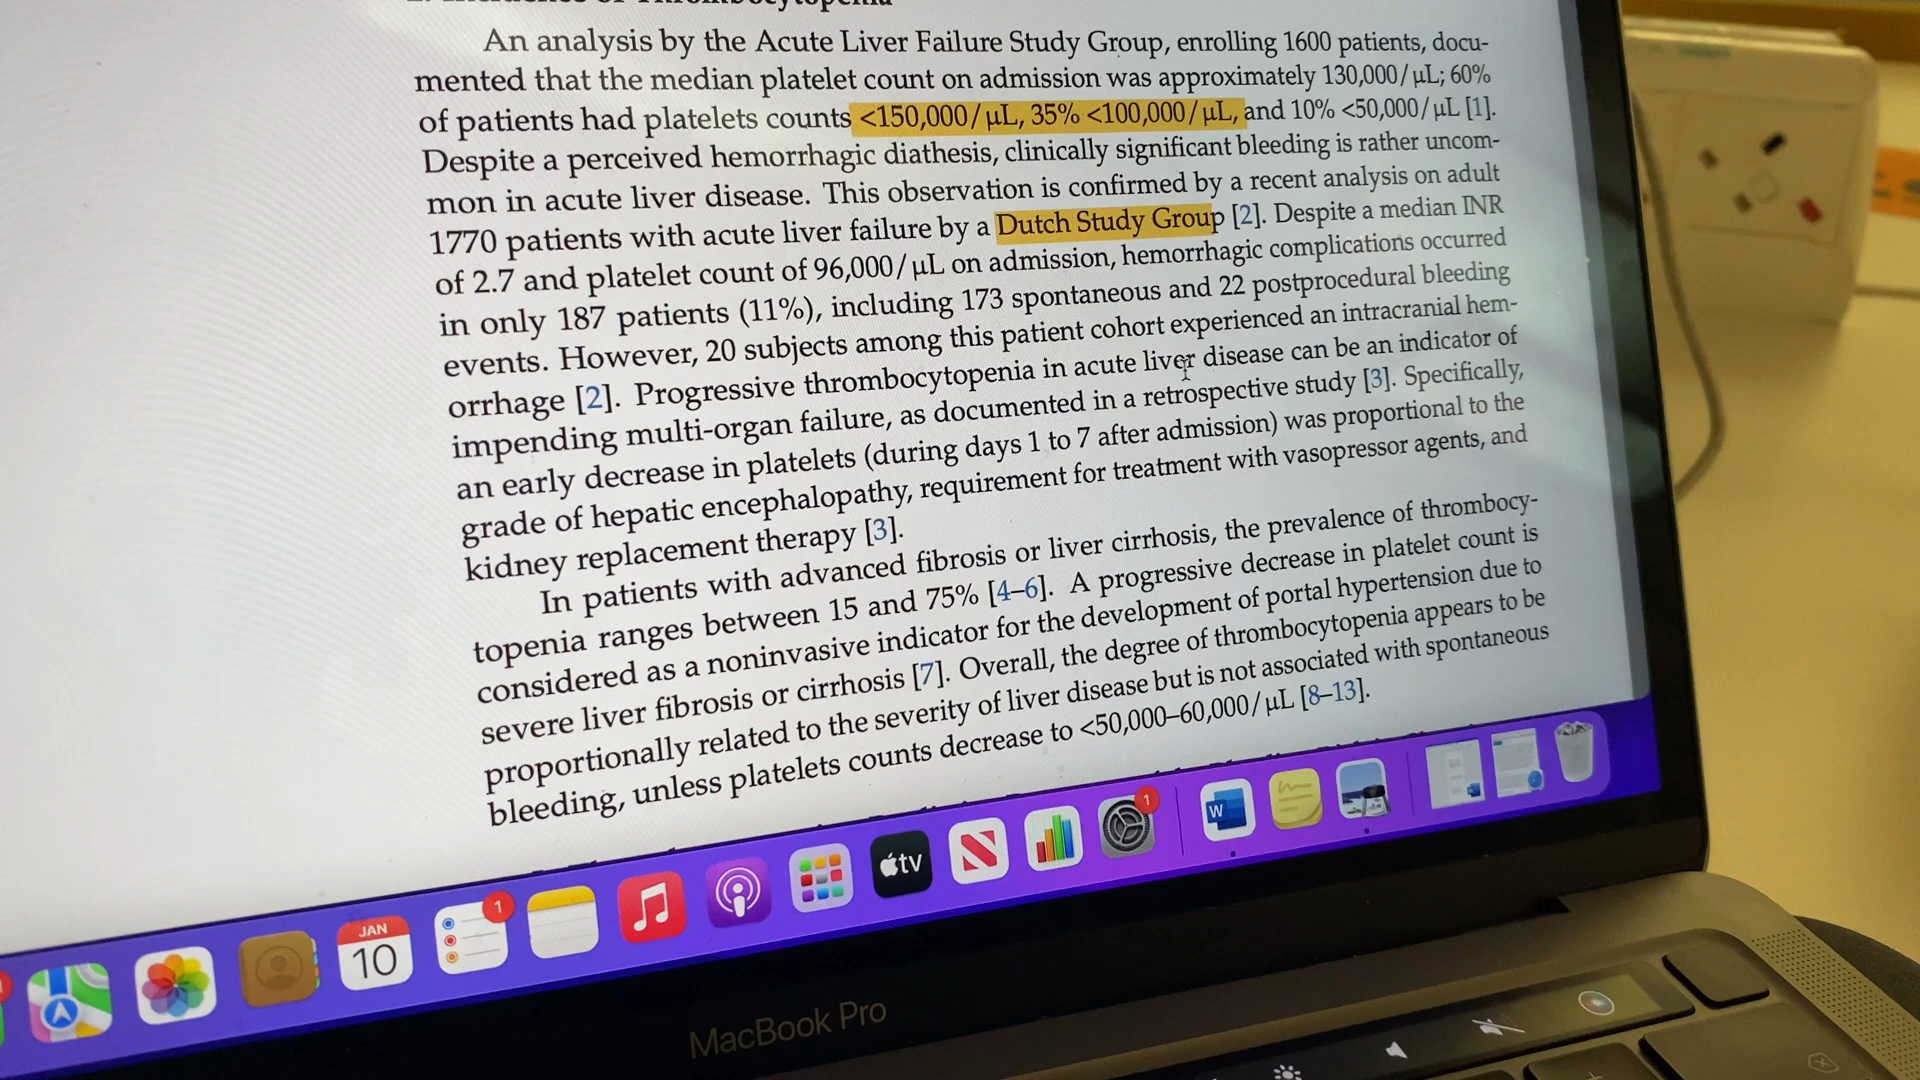 2. Incidence of Thrombocytopenia
An analysis by the Acute Liver Failure Study Group, enrolling 1600 patients, docu-
mented that the median platelet count on admission was approximately 130,000/μL; 60%
of patients had platelets counts <150,000/μL, 35% <100,000/μL, and 10% <50,000/μL [1].
Despite a perceived hemorrhagic diathesis, clinically significant bleeding is rather uncom-
mon in acute liver disease. This observation is confirmed by a recent analysis on adult
1770 patients with acute liver failure by a Dutch Study Group [2]. Despite a median INR
of 2.7 and platelet count of 96,000/μL on admission, hemorrhagic complications occurred
in only 187 patients (11%), including 173 spontaneous and 22 postprocedural bleeding
events. However, 20 subjects among this patient cohort experienced an intracranial hem-
orrhage [2]. Progressive thrombocytopenia in acute liver disease can be an indicator of
impending multi-organ failure, as documented in a retrospective study [3]. Specifically,
an early decrease in platelets (during days 1 to 7 after admission) was proportional to the
grade of hepatic encephalopathy, requirement for treatment with vasopressor agents, and
kidney replacement therapy [3].
In patients with advanced fibrosis or liver cirrhosis, the prevalence of thrombocy-
topenia ranges between 15 and 75% [4–6]. A progressive decrease in platelet count is
considered as a noninvasive indicator for the development of portal hypertension due to
severe liver fibrosis or cirrhosis [7]. Overall, the degree of thrombocytopenia appears to be
proportionally related to the severity of liver disease but is not associated with spontaneous
bleeding, unless platelets counts decrease to <50,000–60,000/μL [8–13].
JAN
10
1
tv
1
W
MacBook Pro